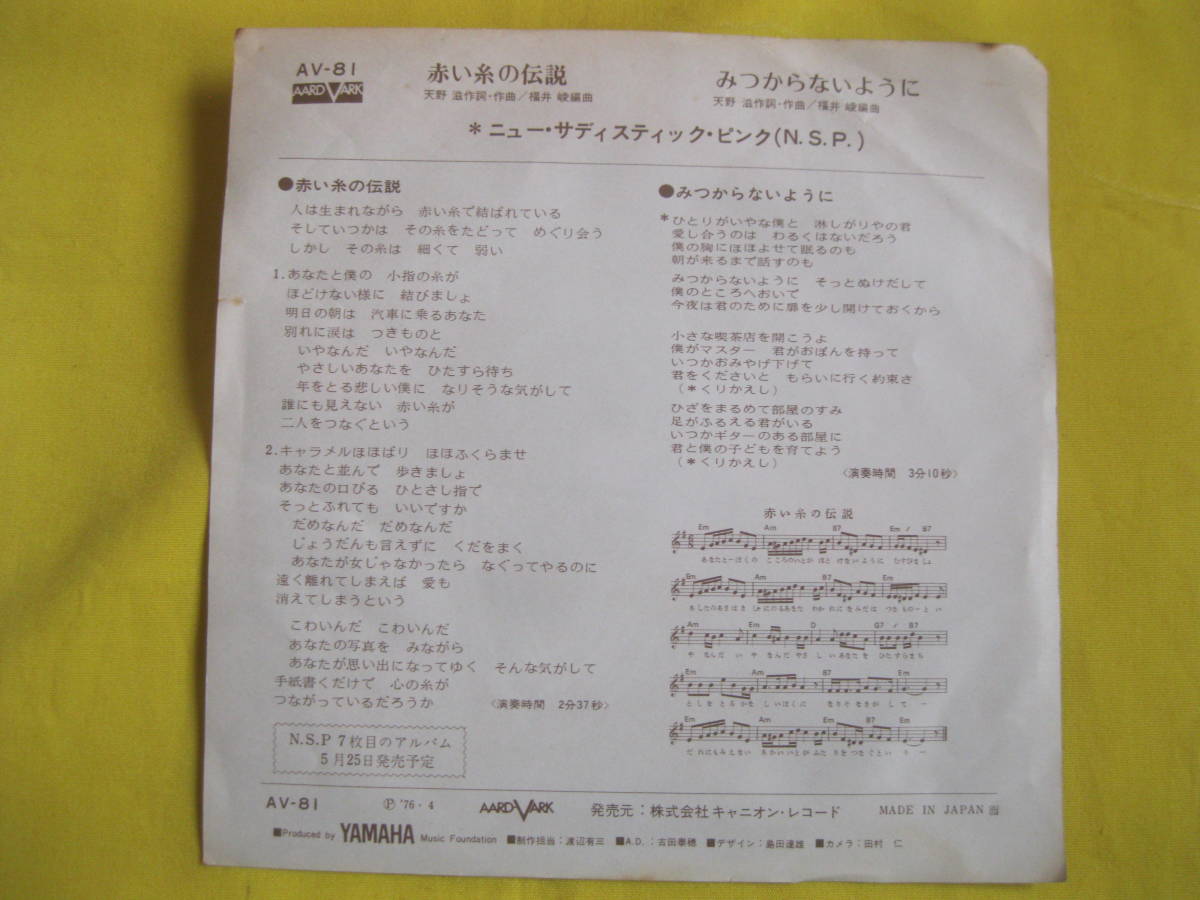 AV-81
AARDVARK
赤い糸の伝説
天野 滋作詞・作曲／福井 崚編曲
みつからないように
天野 滋作詞・作曲／福井 崚編曲
＊ニュー・サディスティック・ピンク(N.S.P.)
●赤い糸の伝説
人は生まれながら 赤い糸で結ばれている
そしていつかは その糸をたどって めぐり会う
しかし その糸は 細くて 弱い
1.あなたと僕の 小指の糸が
ほどけない様に 結びましょ
明日の朝は 汽車に乗るあなた
別れに涙は つきものと
いやなんだ いやなんだ
やさしいあなたを ひたすら待ち
年をとる悲しい僕に なりそうな気がして
誰にも見えない 赤い糸が
二人をつなぐという
2.キャラメルほほばり ほほふくらませ
あなたと並んで 歩きましょ
あなたの口びる ひとさし指で
そっとふれても いいですか
だめなんだ だめなんだ
じょうだんも言えずに くだをまく
あなたが女じゃなかったら なぐってやるのに
遠く離れてしまえば 愛も
消えてしまうという
こわいんだ こわいんだ
あなたの写真を みながら
あなたが思い出になってゆく そんな気がして
手紙書くだけで 心の糸が
つながっているだろうか
〈演奏時間 2分37秒〉
N.S.P 7枚目のアルバム
5月25日発売予定
●みつからないように
＊ひとりがいやな僕と 淋しがりやの君
愛し合うのは わるくはないだろう
僕の胸にほほよせて眠るのも
朝が来るまで話すのも
みつからないように そっとぬけだして
僕のところへおいで
今夜は君のために扉を少し開けておくから
小さな喫茶店を開こうよ
僕がマスター 君がおぼんを持って
いつかおみやげ下げて
君をくださいと もらいに行く約束さ
(＊くりかえし)
ひざをまるめて部屋のすみ
足がふるえる君がいる
いつかギターのある部屋に
君と僕の子どもを育てよう
(＊くりかえし)
〈演奏時間 3分10秒〉
赤い糸の伝説
Em Am B7 Em B7
Em Am B7 Em
Am Em D G7 B7
Em Am B7 Em
Em Am Em Am B7 Em
AV-81
Ⓟ '76・4
AARDVARK
発売元：株式会社キャニオン・レコード
MADE IN JAPAN
■Produced by YAMAHA Music Foundation ■制作担当：渡辺有三 ■A.D.：吉田泰穂 ■デザイン：島田達雄 ■カメラ：田村 仁